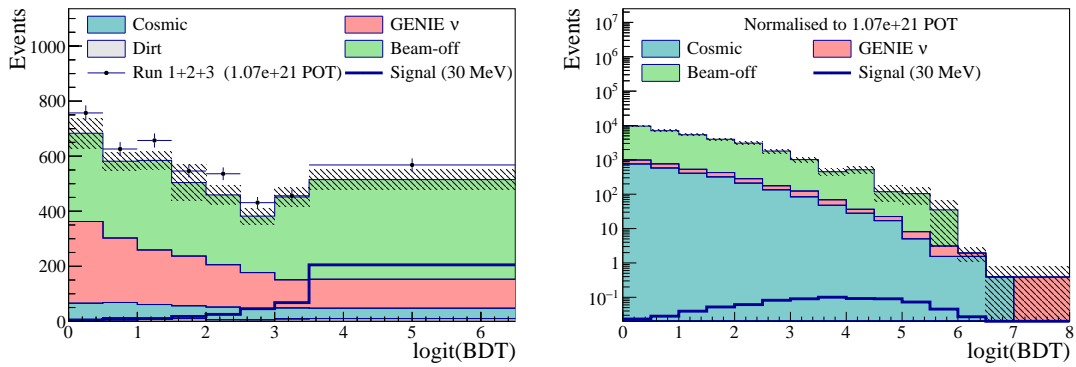 Events
Cosmic
GENIE ν
Dirt
Beam-off
Run 1+2+3 (1.07e+21 POT)
Signal (30 MeV)
1000
800
600
400
200
0
0 1 2 3 4 5 6
logit(BDT)
Events
Normalised to 1.07e+21 POT
Cosmic
GENIE ν
Beam-off
Signal (30 MeV)
10^7
10^6
10^5
10^4
10^3
10^2
10
1
10^−1
0 1 2 3 4 5 6 7 8
logit(BDT)